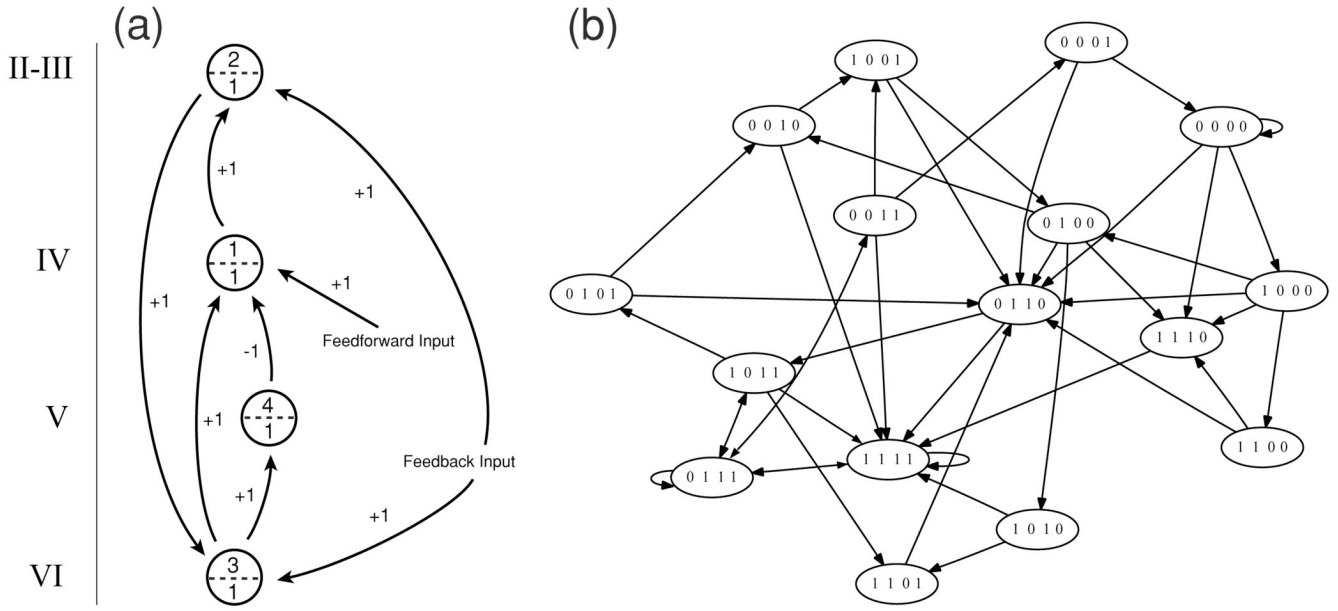 (a)
II-III
2
1
+1
+1
+1
IV
1
1
+1
Feedforward Input
-1
V
4
1
+1
Feedback Input
+1
+1
VI
3
1
(b)
0 0 0 1
1 0 0 1
0 0 1 0
0 0 0 0
0 0 1 1
0 1 0 0
0 1 0 1
0 1 1 0
1 0 0 0
1 1 1 0
1 0 1 1
1 1 0 0
1 1 1 1
0 1 1 1
1 0 1 0
1 1 0 1